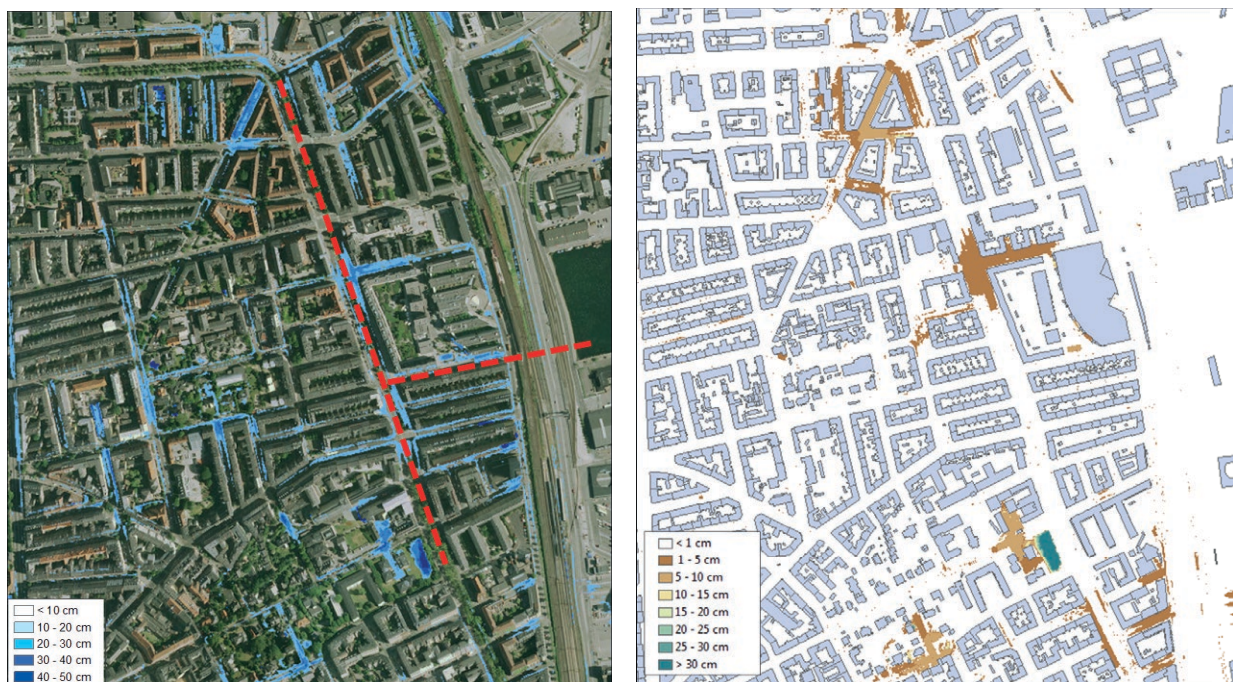 < 10 cm
10 - 20 cm
20 - 30 cm
30 - 40 cm
40 - 50 cm
< 1 cm
1 - 5 cm
5 - 10 cm
10 - 15 cm
15 - 20 cm
20 - 25 cm
25 - 30 cm
> 30 cm